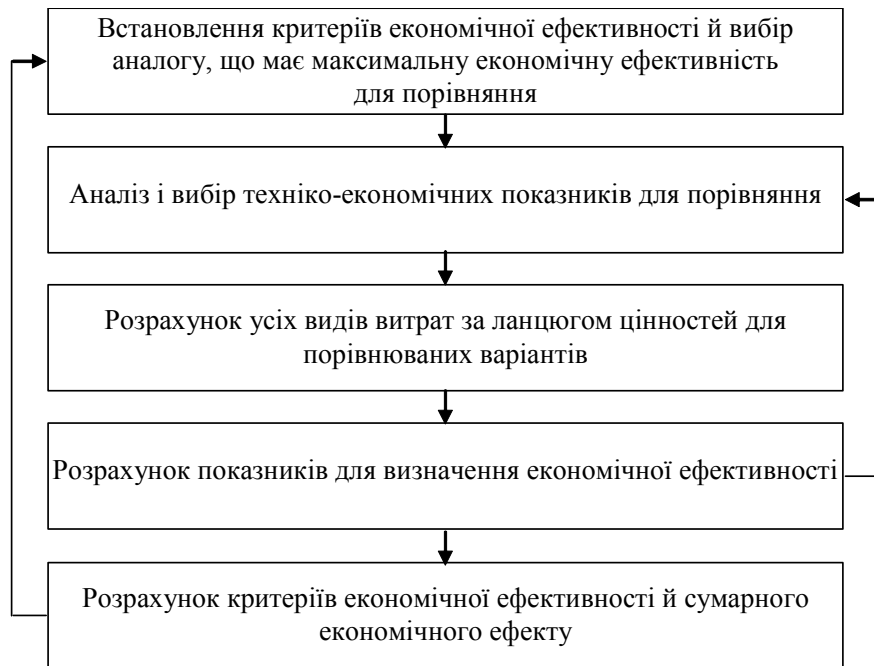 Встановлення критеріїв економічної ефективності й вибір
аналогу, що має максимальну економічну ефективність
для порівняння
Аналіз і вибір техніко-економічних показників для порівняння
Розрахунок усіх видів витрат за ланцюгом цінностей для
порівнюваних варіантів
Розрахунок показників для визначення економічної ефективності
Розрахунок критеріїв економічної ефективності й сумарного
економічного ефекту